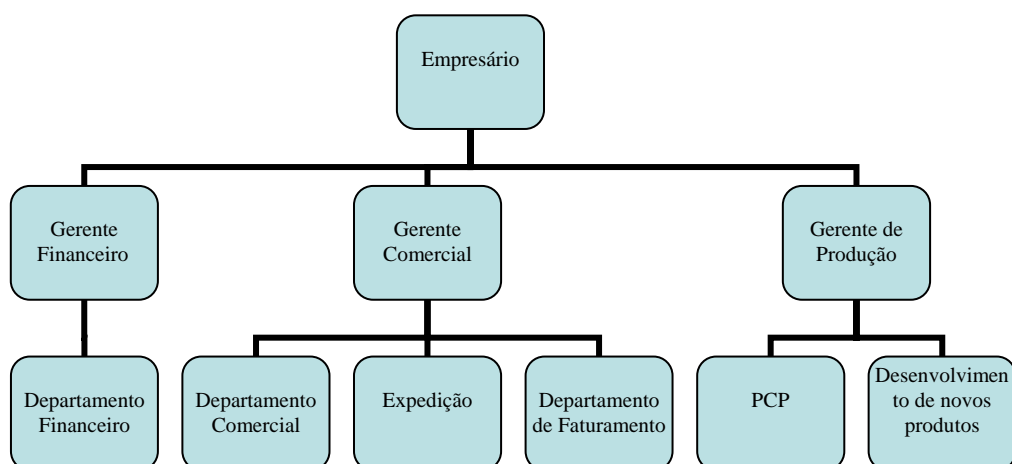 Empresário
Gerente
Financeiro
Gerente
Comercial
Gerente de
Produção
Departamento
Financeiro
Departamento
Comercial
Expedição
Departamento
de Faturamento
PCP
Desenvolvimen
to de novos
produtos